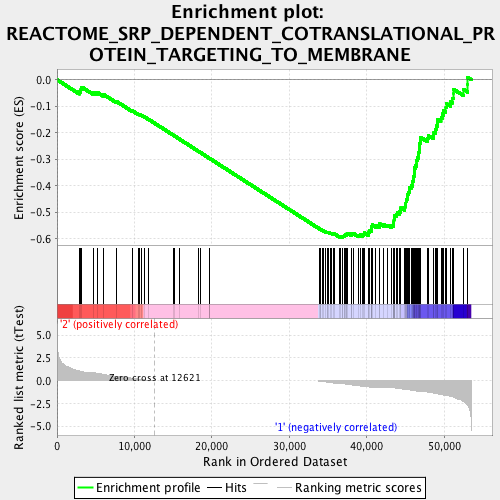 Enrichment plot:
REACTOME_SRP_DEPENDENT_COTRANSLATIONAL_PR
OTEIN_TARGETING_TO_MEMBRANE
Enrichment score (ES)
0.0
-0.1
-0.2
-0.3
-0.4
-0.5
-0.6
'2' (positively correlated)
Ranked list metric (tTest)
5.0
2.5
0.0
-2.5
-5.0
Zero cross at 12621
'1' (negatively correlated)
0
10,000
20,000
30,000
40,000
50,000
Rank in Ordered Dataset
Enrichment profile
Hits
Ranking metric scores